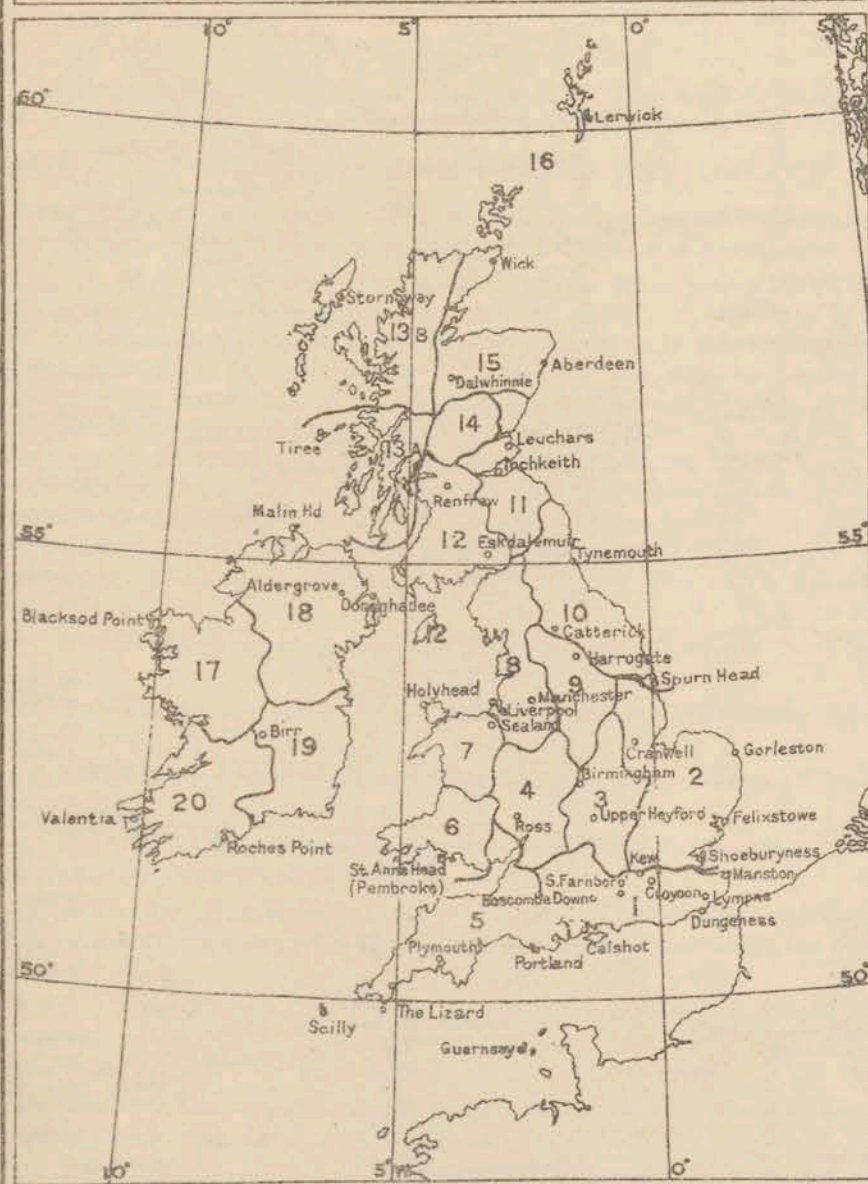 10° 5° 0°
60°
Lerwick
16
Wick
Stornoway
13 B
15
Aberdeen
Dalwhinnie
14
Tiree
13 A
Leuchars
Inchkeith
Renfrew
11
Malin Hd
12
Eskdalemuir
55° 55°
Tynemouth
Aldergrove
18
Donaghadee
Blacksod Point
10
12
Catterick
17
Harrogate
8
9
Spurn Head
Holyhead
Manchester
Liverpool
Sealand
Birr
19
7
Cranwell
Gorleston
Birmingham
2
4
20
3
Valentia
Ross
Upper Heyford
Felixstowe
6
Roches Point
Shoeburyness
St. Anns Head
Kew
Manston
(Pembroke)
S. Farnboro'
Croydon
Boscombe Down
Lympne
1
5
Dungeness
Plymouth
Calshot
Portland
50° 50°
Scilly
The Lizard
Guernsey
10° 5° 0°